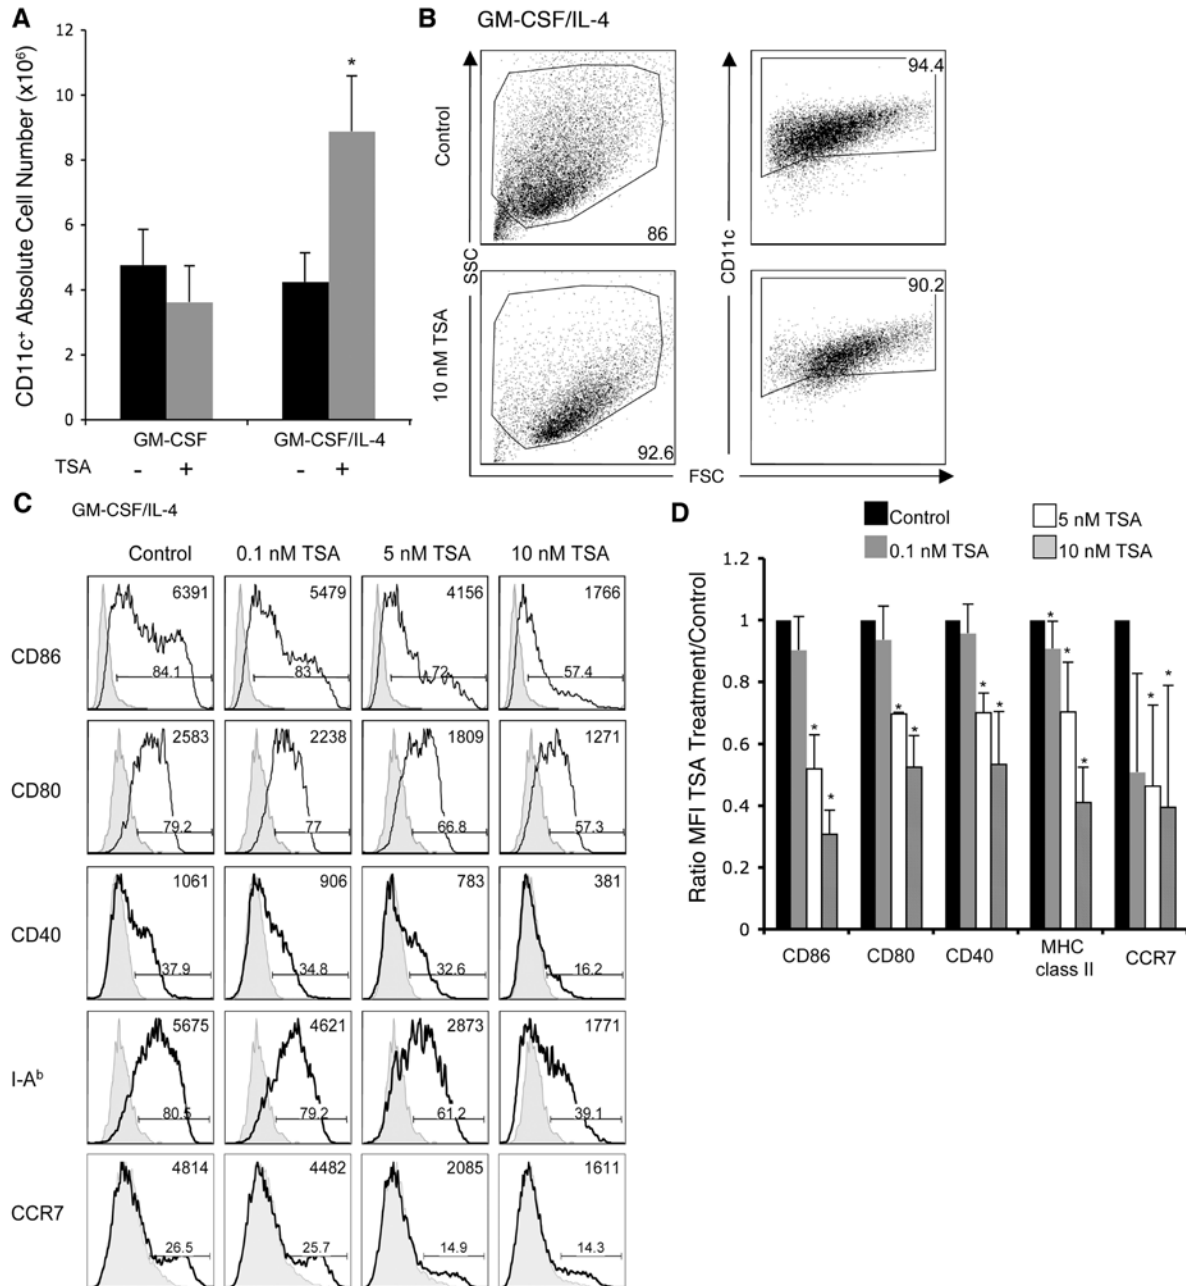 A
CD11c⁺ Absolute Cell Number (x10⁶)
12
10
8
6
4
2
0
*
GM-CSF GM-CSF/IL-4
TSA - + - +
B GM-CSF/IL-4
Control
10 nM TSA
SSC
CD11c
FSC
86
94.4
92.6
90.2
C GM-CSF/IL-4
Control 0.1 nM TSA 5 nM TSA 10 nM TSA
6391 5479 4156 1766
CD86
84.1 83 72 57.4
2583 2238 1809 1271
CD80
79.2 77 66.8 57.3
1061 906 783 381
CD40
37.9 34.8 32.6 16.2
5675 4621 2873 1771
I-Aᵇ
80.5 79.2 61.2 39.1
4814 4482 2085 1611
CCR7
26.5 25.7 14.9 14.3
D
Control 5 nM TSA
0.1 nM TSA 10 nM TSA
Ratio MFI TSA Treatment/Control
1.2
1
0.8
0.6
0.4
0.2
0
* * * * * * * * * * *
CD86 CD80 CD40 MHC class II CCR7